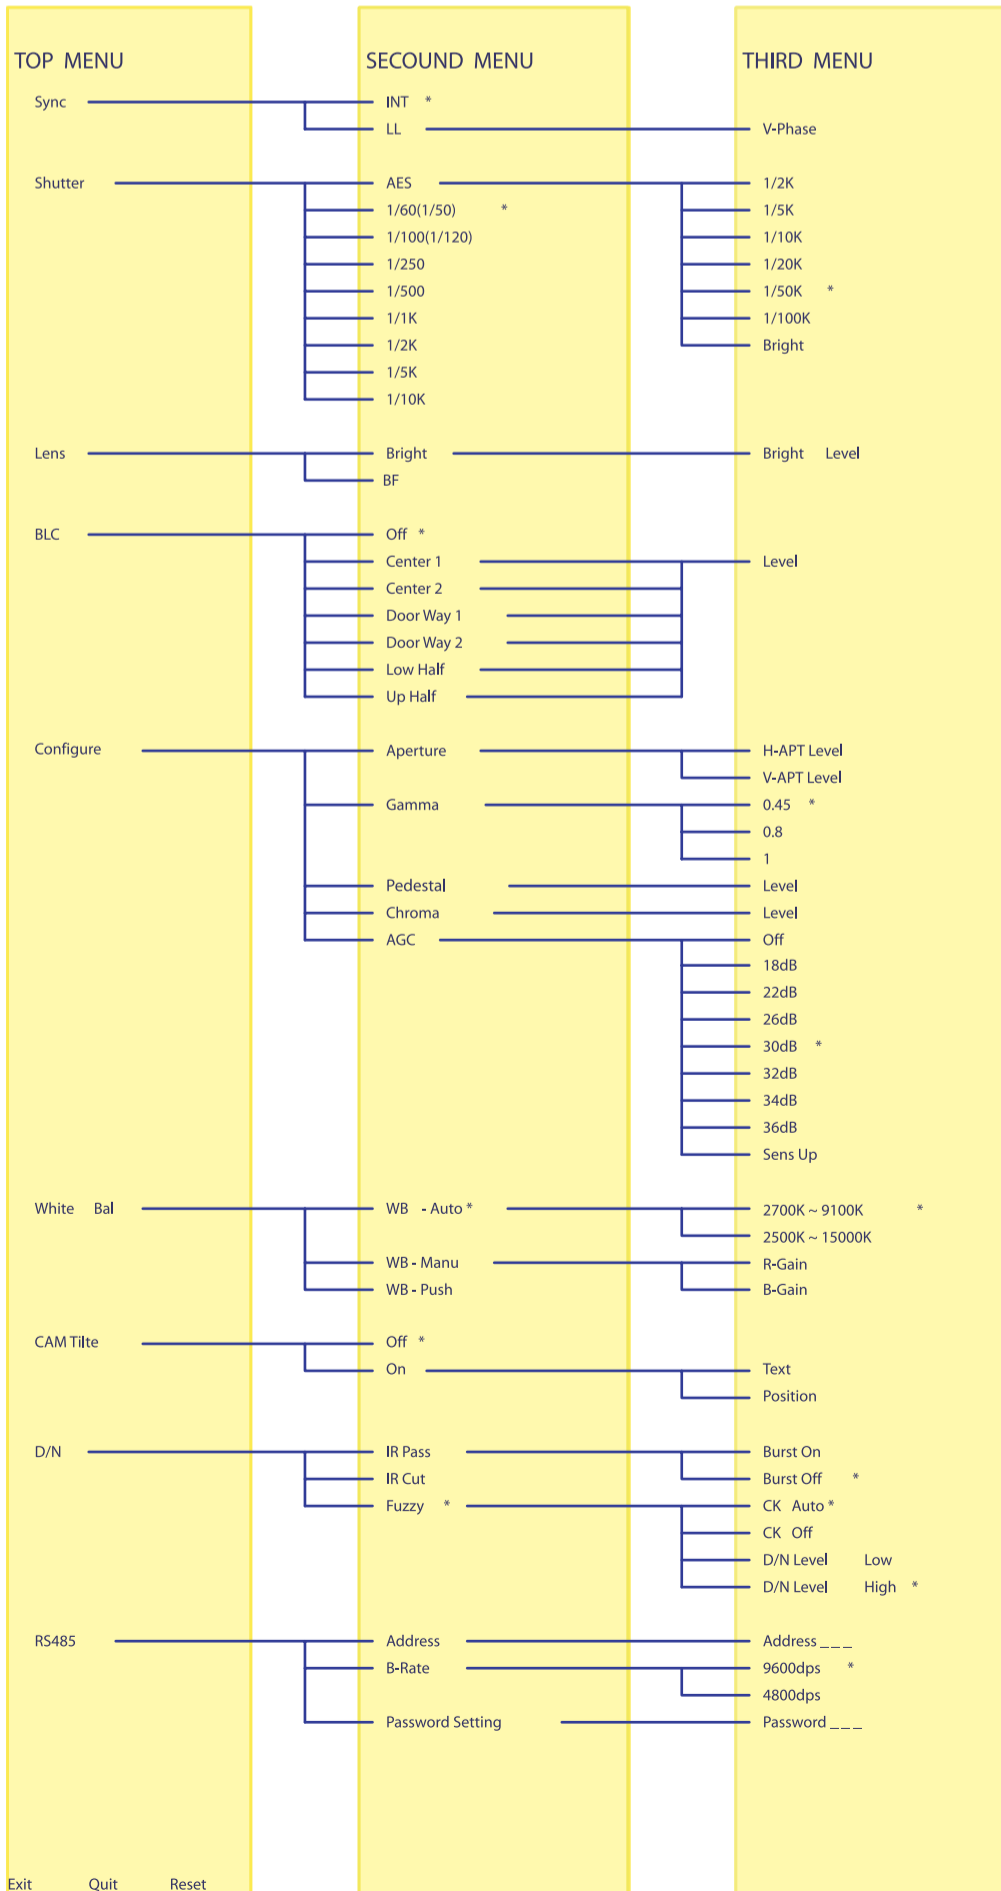 TOP MENU SECOUND MENU THIRD MENU
Sync INT *
LL V-Phase
Shutter AES 1/2K
1/60(1/50) * 1/5K
1/100(1/120) 1/10K
1/250 1/20K
1/500 1/50K *
1/1K 1/100K
1/2K Bright
1/5K
1/10K
Lens Bright Bright Level
BF
BLC Off *
Center 1 Level
Center 2
Door Way 1
Door Way 2
Low Half
Up Half
Configure Aperture H-APT Level
V-APT Level
Gamma 0.45 *
0.8
1
Pedestal Level
Chroma Level
AGC Off
18dB
22dB
26dB
30dB *
32dB
34dB
36dB
Sens Up
White Bal WB - Auto * 2700K ~ 9100K *
2500K ~ 15000K
WB - Manu R-Gain
WB - Push B-Gain
CAM Tilte Off *
On Text
Position
D/N IR Pass Burst On
IR Cut Burst Off *
Fuzzy * CK Auto *
CK Off
D/N Level Low
D/N Level High *
RS485 Address Address _ _ _
B-Rate 9600dps *
4800dps
Password Setting Password _ _ _
Exit Quit Reset